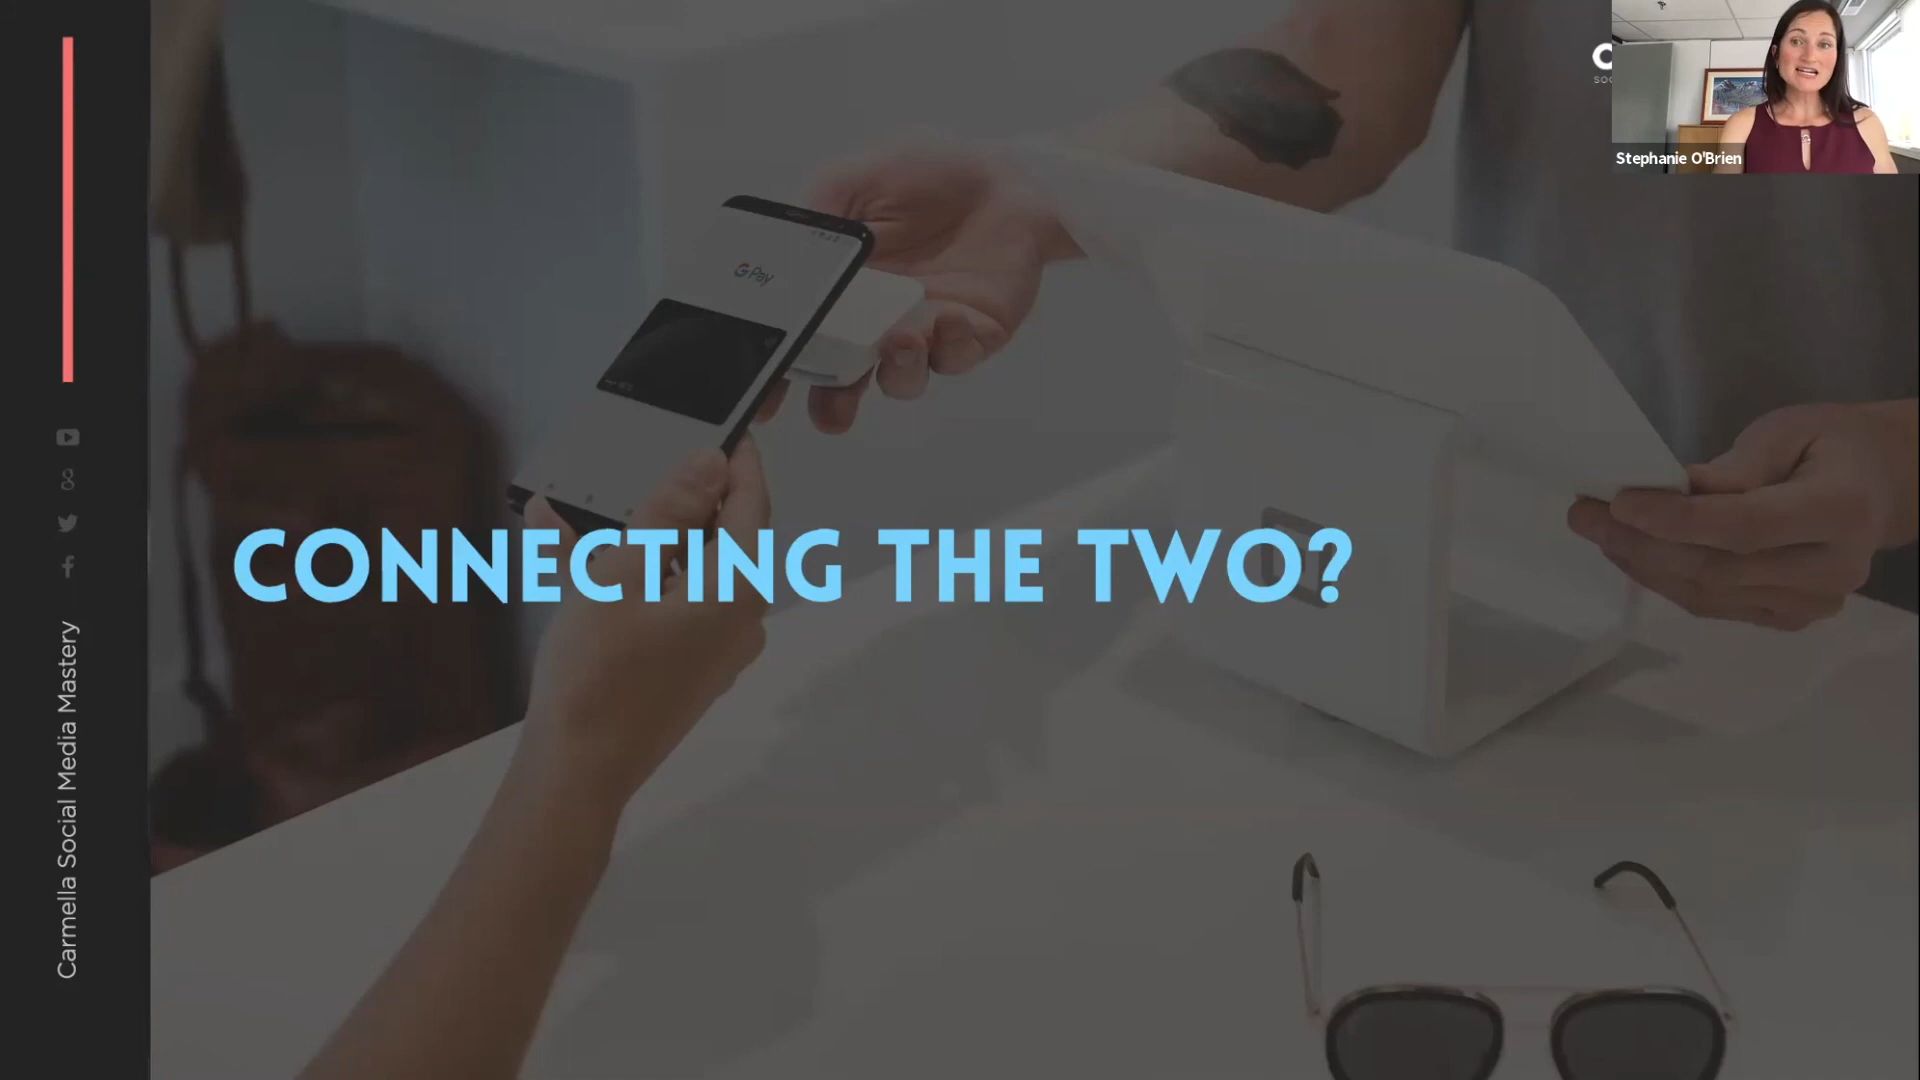 Stephanie O'Brien
G Pay
CONNECTING THE TWO?
Carmella Social Media Mastery